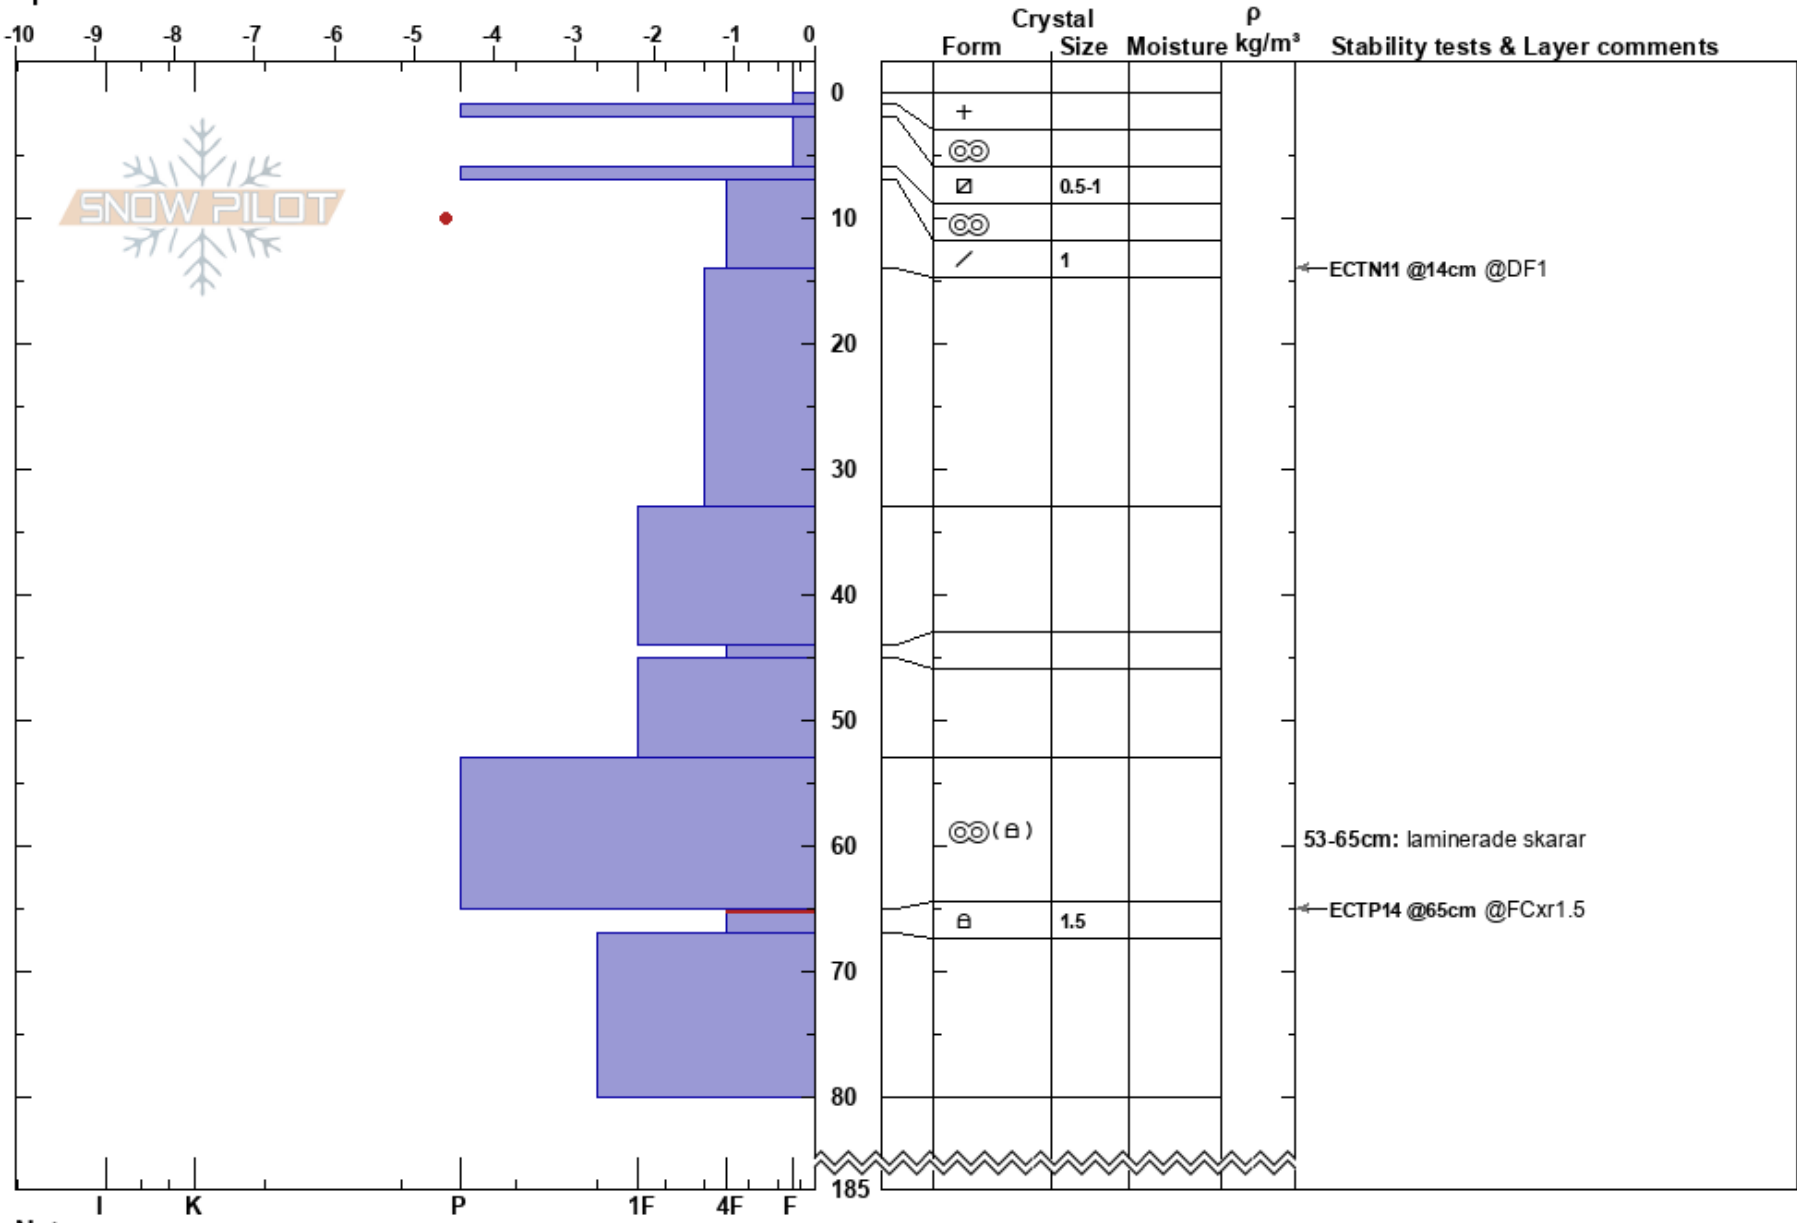 Crystal ρ
-10 -9 -8 -7 -6 -5 -4 -3 -2 -1 0 Form Size Moisture kg/m³ Stability tests & Layer comments
0
+
SNOW PILOT
0.5-1
10
1
ECTN11 @14cm @DF1
20
30
40
50
( )
60 53-65cm: laminerade skarar
ECTP14 @65cm @FCxr1.5
1.5
70
80
185
I K P 1F 4F F